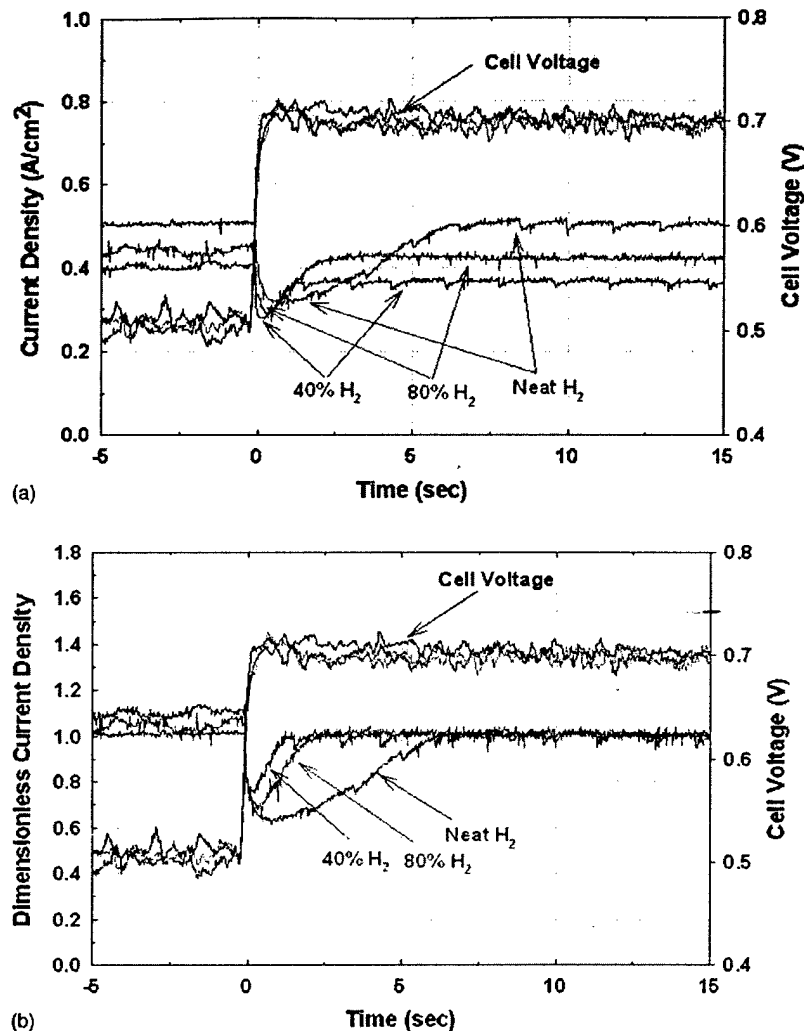 1.0
0.8
0.6
0.4
0.2
0.0
Current Density (A/cm²)
0.8
0.7
0.6
0.5
0.4
Cell Voltage (V)
Cell Voltage
40% H₂
80% H₂
Neat H₂
-5
0
5
10
15
Time (sec)
(a)
1.8
1.6
1.4
1.2
1.0
0.8
0.6
0.4
0.2
0.0
Dimensionless Current Density
0.8
0.7
0.6
0.5
0.4
Cell Voltage (V)
Cell Voltage
Neat H₂
40% H₂
80% H₂
-5
0
5
10
15
Time (sec)
(b)